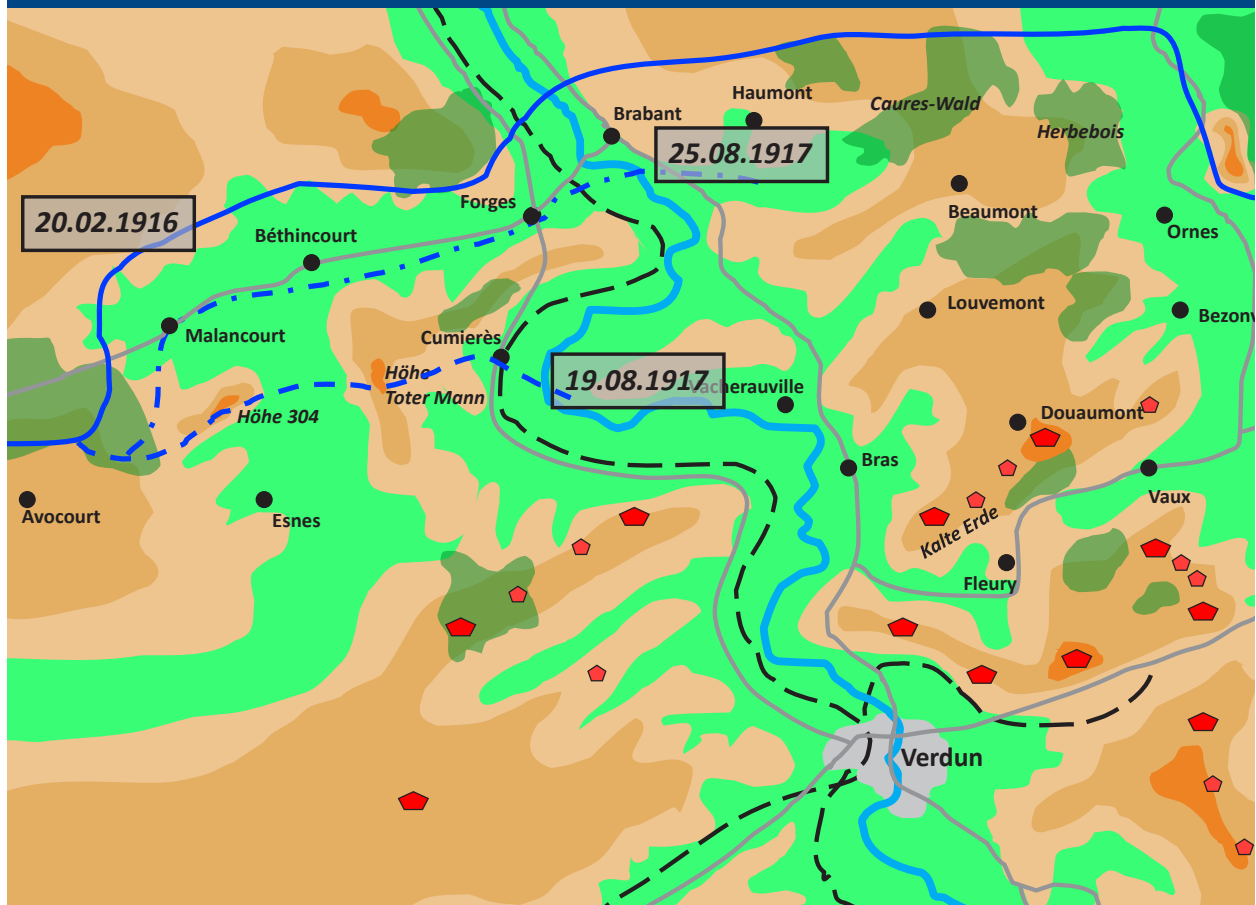 Haumont
Caures-Wald
Brabant
Herbebois
25.08.1917
Beaumont
Forges
20.02.1916
Ornes
Béthincourt
Louvemont
Bezonv
Malancourt
Cumierès
Höhe
Toter Mann
19.08.1917
Vacherauville
Höhe 304
Douaumont
Bras
Vaux
Avocourt
Esnes
Kalte Erde
Fleury
Verdun